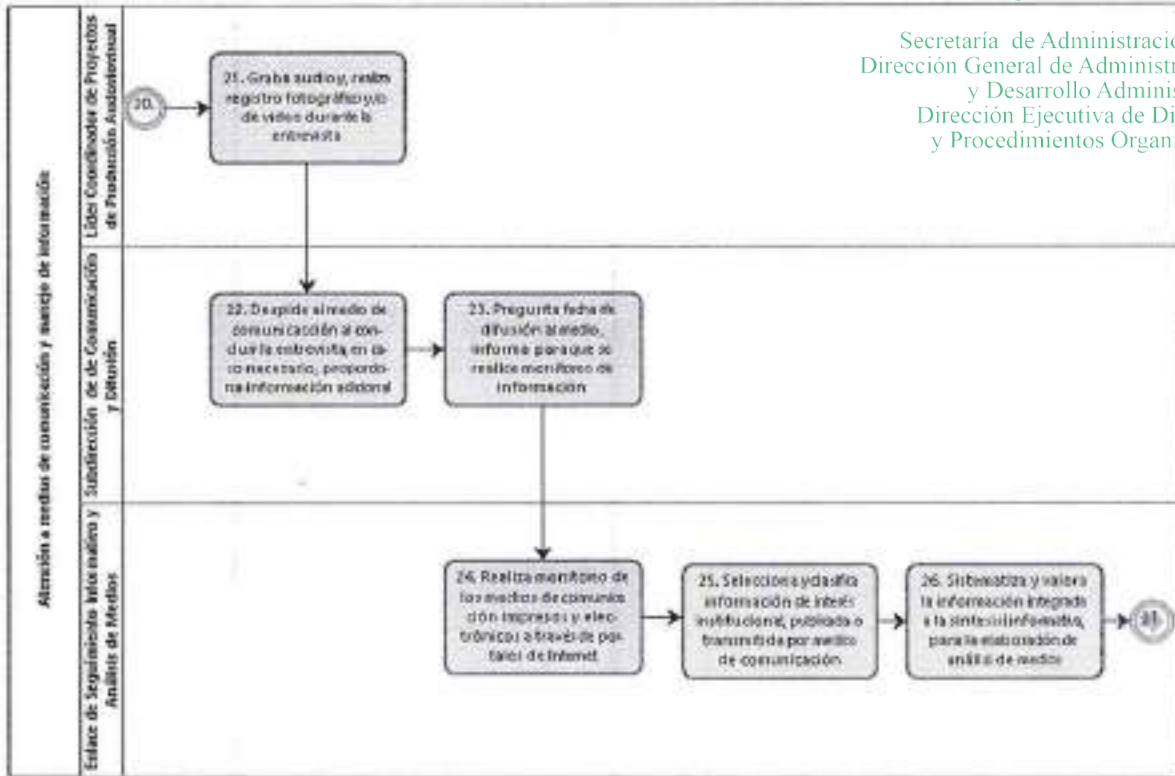 Secretaría de Administració
Dirección General de Administr
y Desarrollo Adminis
Dirección Ejecutiva de Di
y Procedimientos Organ
Atención a medios de comunicación y manejo de información
Líder Coordinador de Proyectos
de Producción Audiovisual
20.
21. Graba audio y, realiza
registro fotográfico y/o
de video durante la
entrevista
Subdirección de de Comunicación
y Difusión
22. Despide al medio de
comunicacción al con-
cluir la entrevista, en ca-
so necesario, proporcio-
na información adicional
23. Pregunta fecha de
difusión al medio,
informa para que se
realice monitoreo de
información
Enlace de Seguimiento Informativo y
Análisis de Medios
24. Realiza monitoreo de
los medios de comunica-
ción impresos y elec-
trónicos a través de por-
tales de Internet
25. Selecciona y clasifica
información de interés
institucional, publicada o
transmitida por medios
de comunicación
26. Sistematiza y valora
la información integrada
a la síntesis informativa,
para la elaboración de
análisis de medios